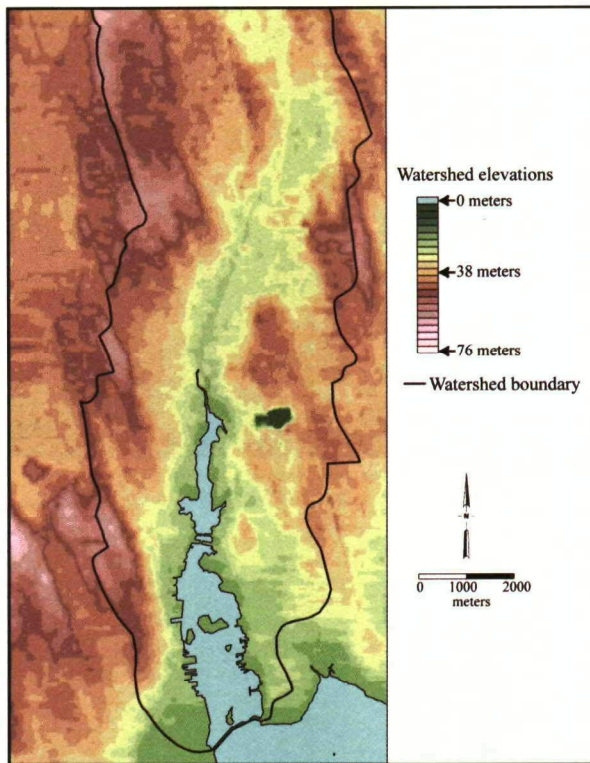 Watershed elevations
0 meters
38 meters
76 meters
Watershed boundary
N
0 1000 2000
meters